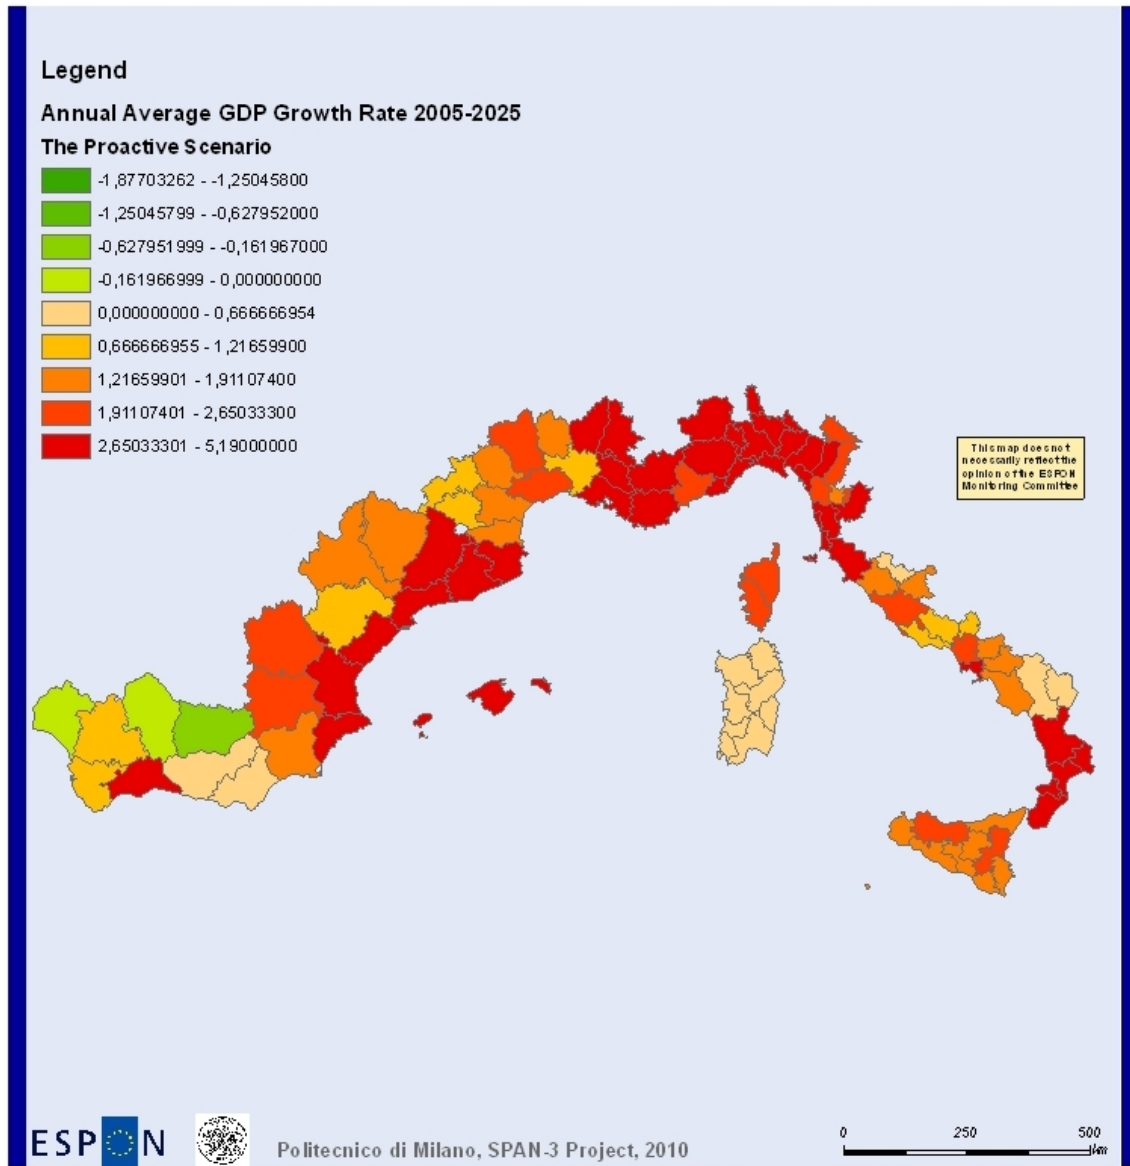 Legend
Annual Average GDP Growth Rate 2005-2025
The Proactive Scenario
-1,87703262 - -1,25045800
-1,25045799 - -0,627952000
-0,627951999 - -0,161967000
-0,161966999 - 0,000000000
0,000000000 - 0,666666954
0,666666955 - 1,21659900
1,21659901 - 1,91107400
1,91107401 - 2,65033300
2,65033301 - 5,19000000
This map does not
necessarily reflect the
opinion of the ESPON
Monitoring Committee
ESPON
Politecnico di Milano, SPAN-3 Project, 2010
0 250 500
km